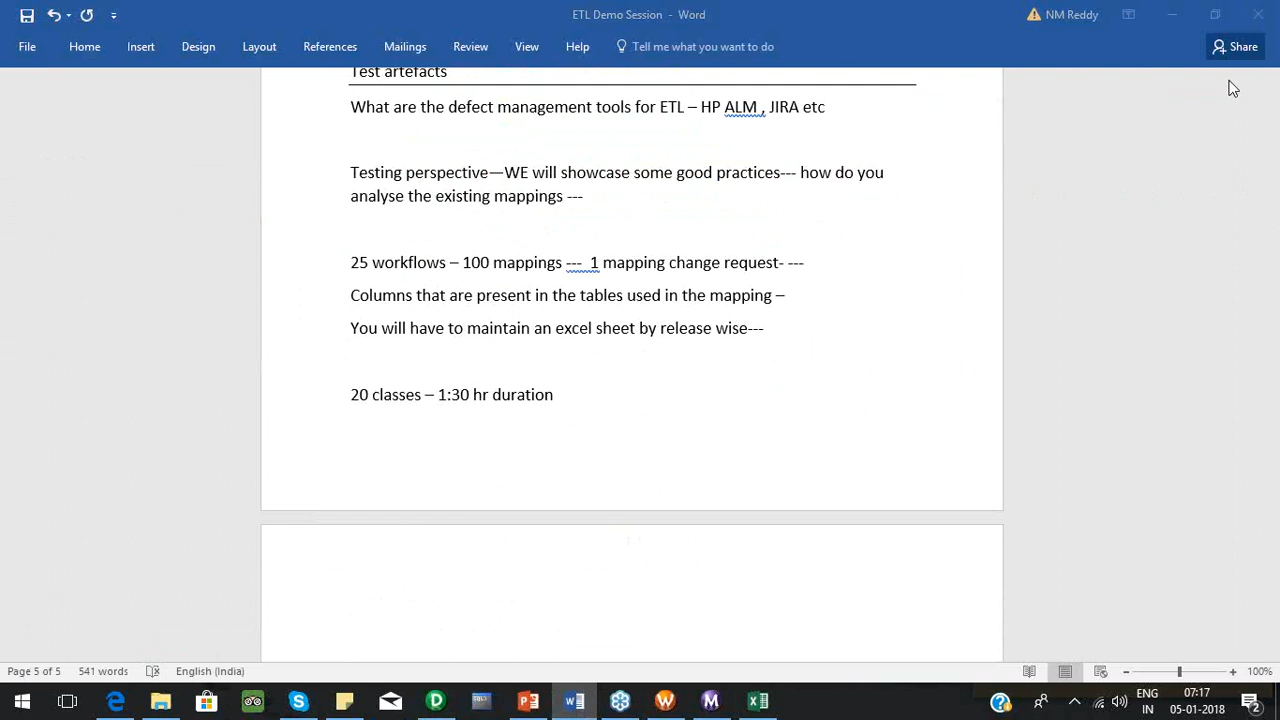 ETL Demo Session - Word
NM Reddy
File Home Insert Design Layout References Mailings Review View Help Tell me what you want to do Share
Test artefacts
What are the defect management tools for ETL – HP ALM , JIRA etc
Testing perspective—WE will showcase some good practices--- how do you
analyse the existing mappings ---
25 workflows – 100 mappings --- 1 mapping change request- ---
Columns that are present in the tables used in the mapping –
You will have to maintain an excel sheet by release wise---
20 classes – 1:30 hr duration
Page 5 of 5 541 words English (India) 100%
ENG 07:17
IN 05-01-2018 2